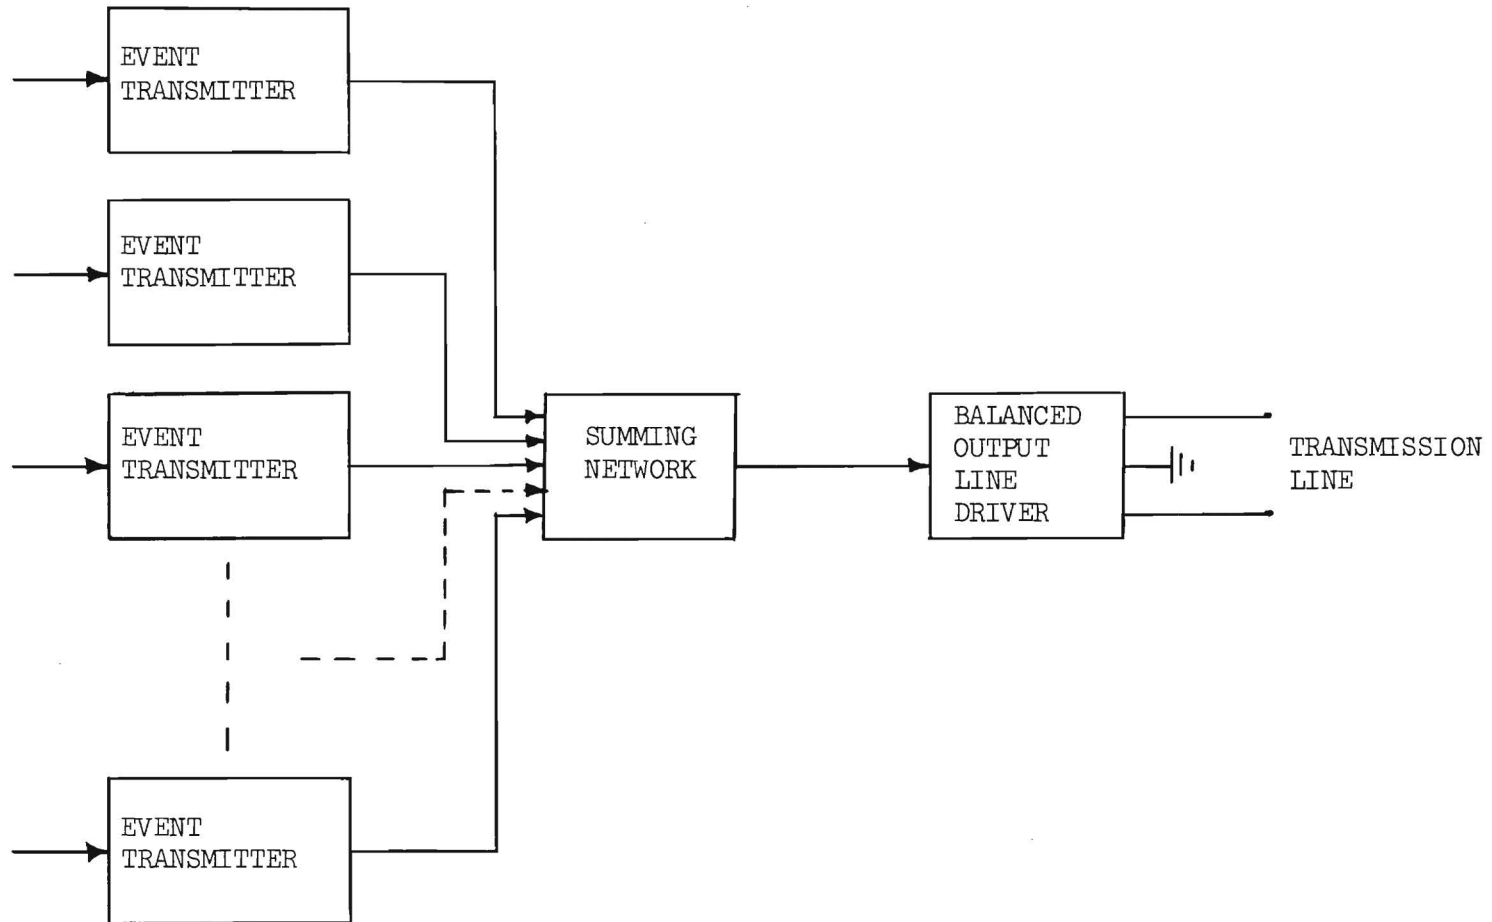 EVENT
TRANSMITTER
EVENT
TRANSMITTER
EVENT
TRANSMITTER
SUMMING
NETWORK
BALANCED
OUTPUT
LINE
DRIVER
TRANSMISSION
LINE
EVENT
TRANSMITTER